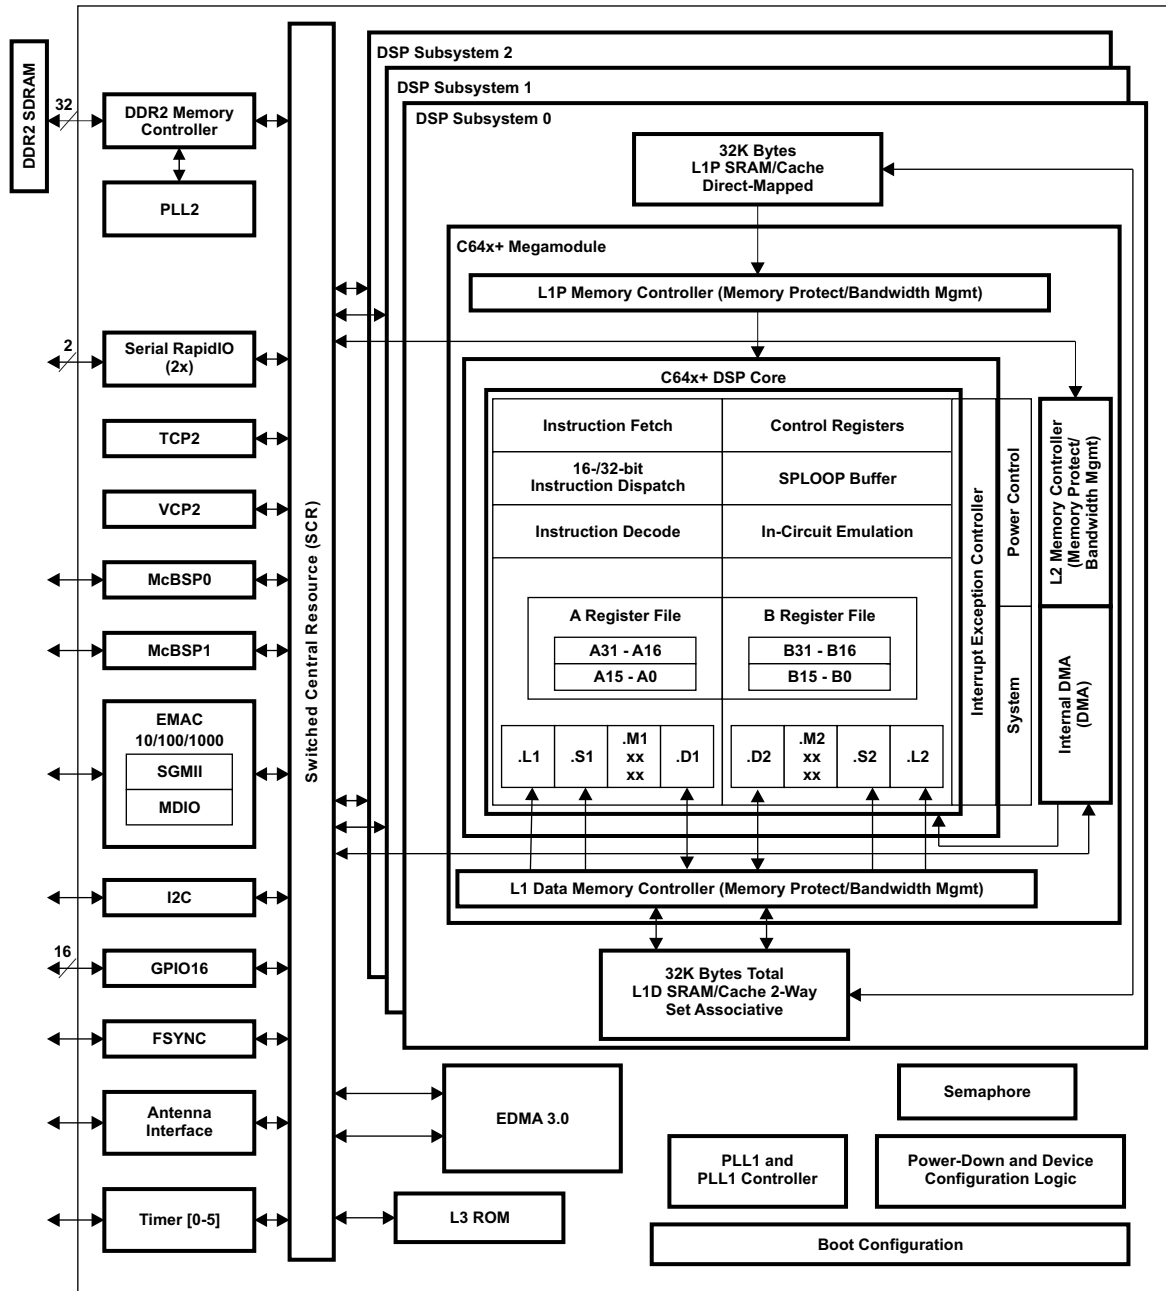 DDR2 SDRAM
32
DDR2 Memory
Controller
PLL2
2
Serial RapidIO
(2x)
TCP2
VCP2
McBSP0
McBSP1
EMAC
10/100/1000
SGMII
MDIO
I2C
16
GPIO16
FSYNC
Antenna
Interface
Timer [0-5]
Switched Central Resource (SCR)
DSP Subsystem 2
DSP Subsystem 1
DSP Subsystem 0
32K Bytes
L1P SRAM/Cache
Direct-Mapped
C64x+ Megamodule
L1P Memory Controller (Memory Protect/Bandwidth Mgmt)
C64x+ DSP Core
Instruction Fetch
Control Registers
16-/32-bit
Instruction Dispatch
SPLOOP Buffer
Instruction Decode
In-Circuit Emulation
A Register File
A31 - A16
A15 - A0
B Register File
B31 - B16
B15 - B0
.L1
.S1
.M1
xx
xx
.D1
.D2
.M2
xx
xx
.S2
.L2
Interrupt Exception Controller
Power Control
System
L2 Memory Controller
(Memory Protect/
Bandwidth Mgmt)
Internal DMA
(DMA)
L1 Data Memory Controller (Memory Protect/Bandwidth Mgmt)
32K Bytes Total
L1D SRAM/Cache 2-Way
Set Associative
EDMA 3.0
L3 ROM
Semaphore
PLL1 and
PLL1 Controller
Power-Down and Device
Configuration Logic
Boot Configuration